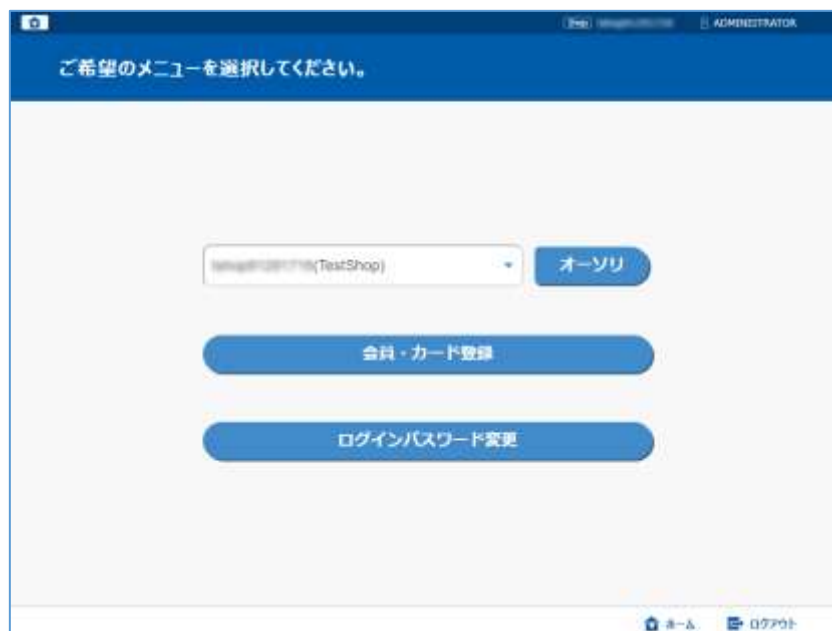 Shop ADMINISTRATOR
ご希望のメニューを選択してください。
(TestShop) オーソリ
会員・カード登録
ログインパスワード変更
ホーム ログアウト